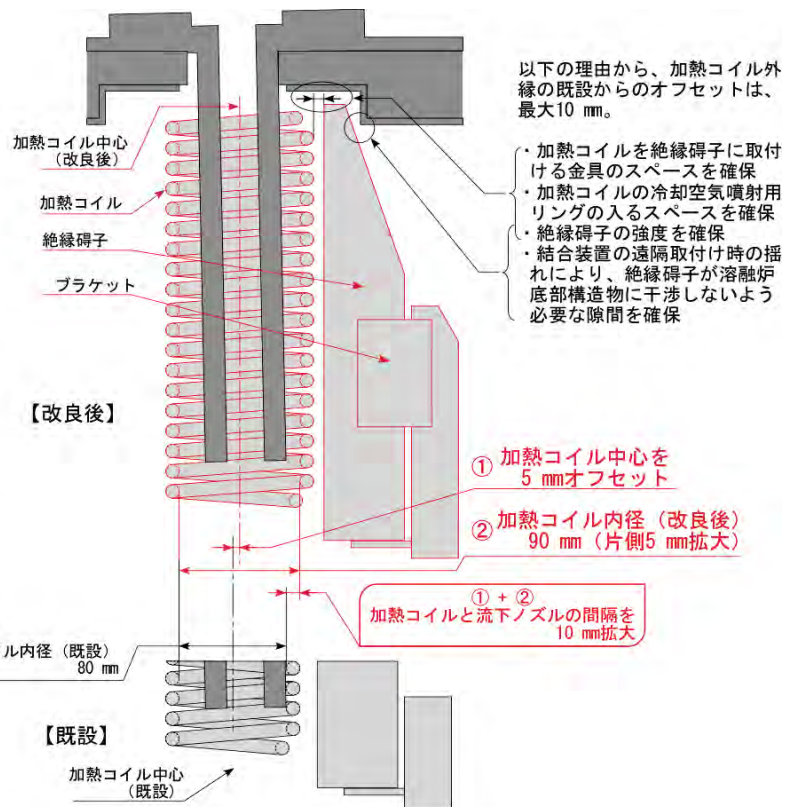 以下の理由から、加熱コイル外
縁の既設からのオフセットは、
最大10 mm。
・加熱コイルを絶縁碍子に取付
ける金具のスペースを確保
・加熱コイルの冷却空気噴射用
リングの入るスペースを確保
・絶縁碍子の強度を確保
・結合装置の遠隔取付け時の揺
れにより、絶縁碍子が溶融炉
底部構造物に干渉しないよう
必要な隙間を確保
加熱コイル中心
(改良後)
加熱コイル
絶縁碍子
ブラケット
【改良後】
① 加熱コイル中心を
5 mmオフセット
② 加熱コイル内径（改良後）
90 mm（片側5 mm拡大）
① + ②
加熱コイルと流下ノズルの間隔を
10 mm拡大
ル内径（既設）
80 mm
【既設】
加熱コイル中心
(既設)